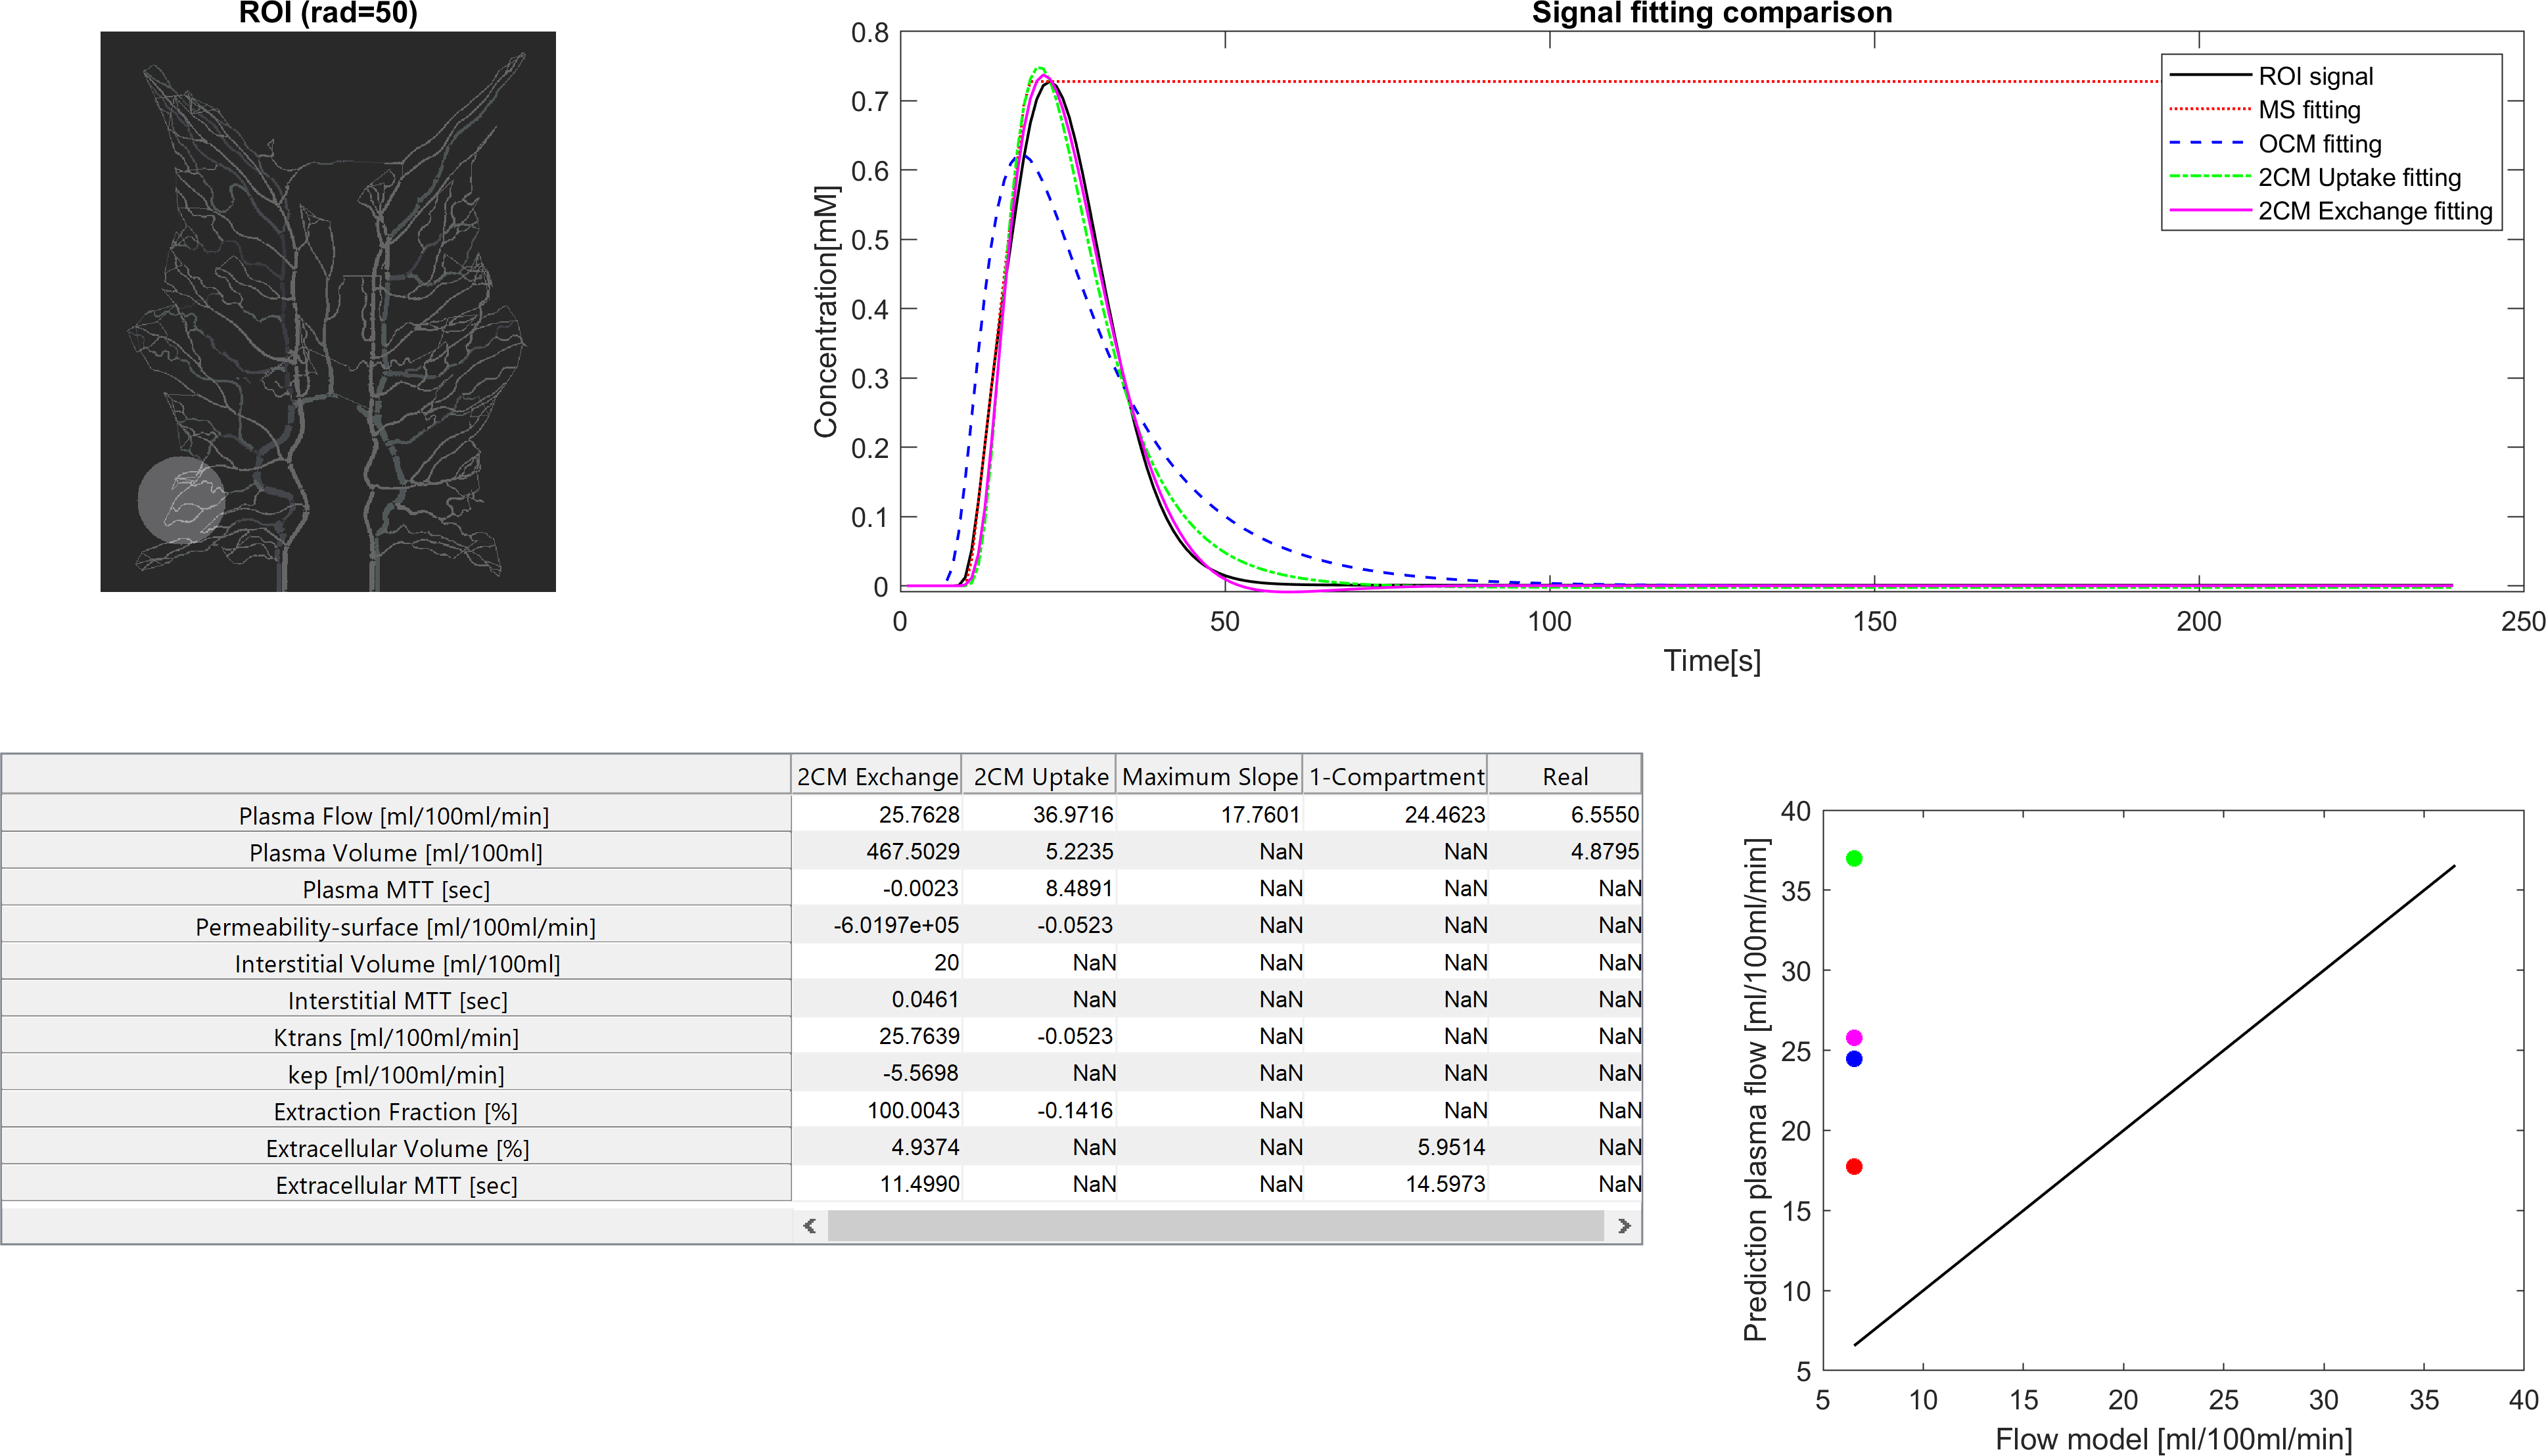 ROI (rad=50)
Signal fitting comparison
0.8
0.7
0.6
0.5
0.4
0.3
0.2
0.1
0
Concentration[mM]
0 50 100 150 200 250
Time[s]
ROI signal
MS fitting
OCM fitting
2CM Uptake fitting
2CM Exchange fitting
2CM Exchange 2CM Uptake Maximum Slope 1-Compartment Real
Plasma Flow [ml/100ml/min] 25.7628 36.9716 17.7601 24.4623 6.5550
Plasma Volume [ml/100ml] 467.5029 5.2235 NaN NaN 4.8795
Plasma MTT [sec] -0.0023 8.4891 NaN NaN NaN
Permeability-surface [ml/100ml/min] -6.0197e+05 -0.0523 NaN NaN NaN
Interstitial Volume [ml/100ml] 20 NaN NaN NaN NaN
Interstitial MTT [sec] 0.0461 NaN NaN NaN NaN
Ktrans [ml/100ml/min] 25.7639 -0.0523 NaN NaN NaN
kep [ml/100ml/min] -5.5698 NaN NaN NaN NaN
Extraction Fraction [%] 100.0043 -0.1416 NaN NaN NaN
Extracellular Volume [%] 4.9374 NaN NaN 5.9514 NaN
Extracellular MTT [sec] 11.4990 NaN NaN 14.5973 NaN
40
35
30
25
20
15
10
5
Prediction plasma flow [ml/100ml/min]
5 10 15 20 25 30 35 40
Flow model [ml/100ml/min]